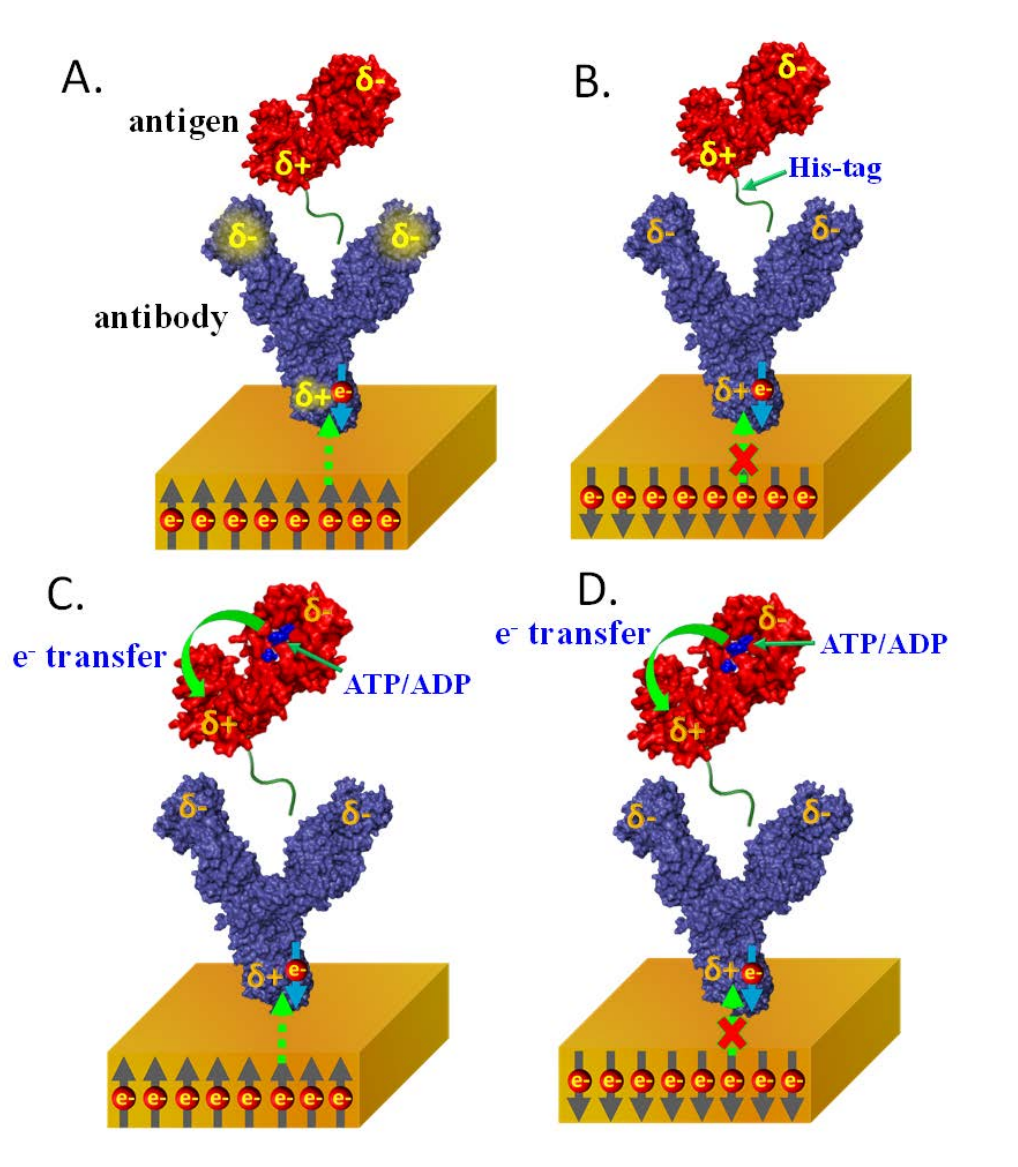 A.
antigen
δ-
δ+
δ-
δ-
antibody
δ+
e-
e- e- e- e- e- e- e- e-
B.
δ-
δ+
His-tag
δ-
δ-
δ+
e-
e- e- e- e- e- e- e- e-
C.
e- transfer
δ-
δ+
ATP/ADP
δ-
δ-
δ+
e-
e- e- e- e- e- e- e- e-
D.
e- transfer
δ-
ATP/ADP
δ+
δ-
δ-
δ+
e-
e- e- e- e- e- e- e- e-